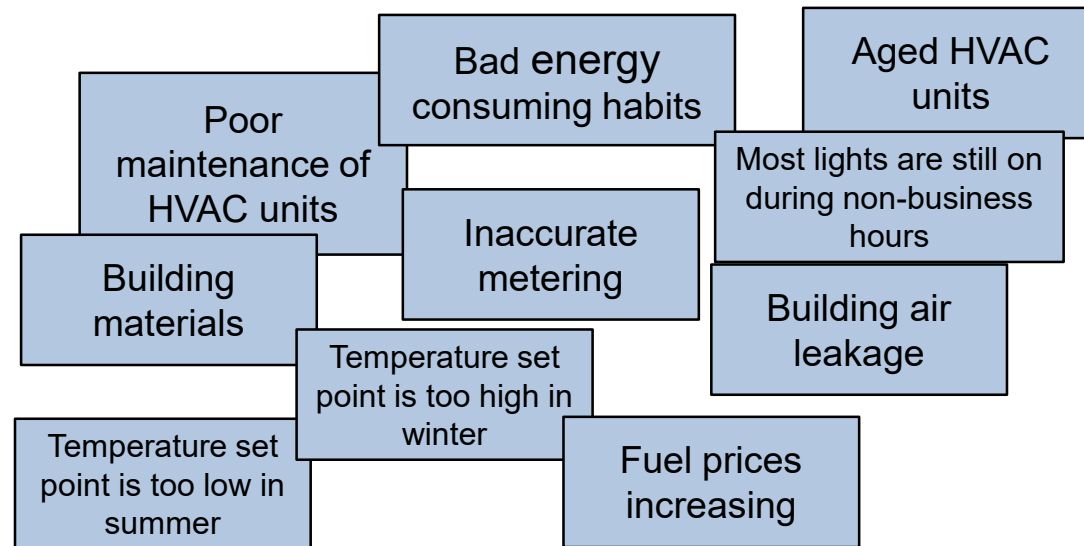 Bad energy
consuming habits
Aged HVAC
units
Poor
maintenance of
HVAC units
Most lights are still on
during non-business
hours
Inaccurate
metering
Building
materials
Building air
leakage
Temperature set
point is too high in
winter
Temperature set
point is too low in
summer
Fuel prices
increasing